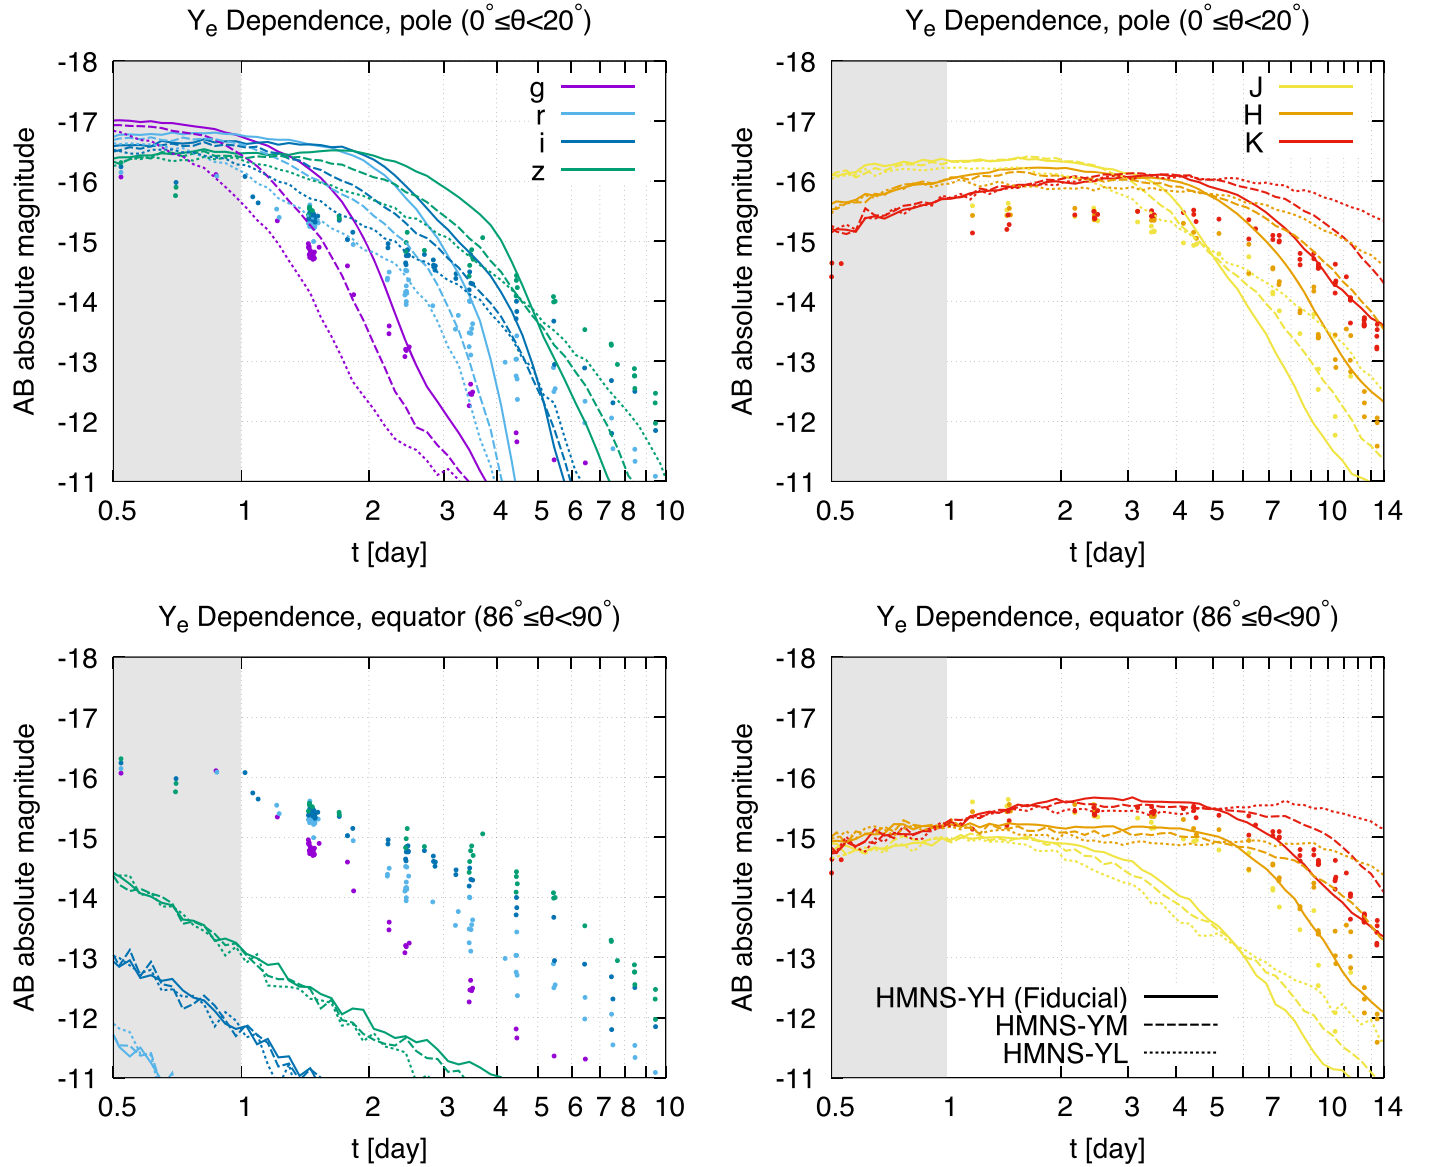 Y_e Dependence, pole (0°≤θ<20°)
AB absolute magnitude
-18
-17
-16
-15
-14
-13
-12
-11
g
r
i
z
0.5 1 2 3 4 5 6 7 8 10
t [day]
Y_e Dependence, pole (0°≤θ<20°)
AB absolute magnitude
-18
-17
-16
-15
-14
-13
-12
-11
J
H
K
0.5 1 2 3 4 5 7 10 14
t [day]
Y_e Dependence, equator (86°≤θ<90°)
AB absolute magnitude
-18
-17
-16
-15
-14
-13
-12
-11
0.5 1 2 3 4 5 6 7 8 10
t [day]
Y_e Dependence, equator (86°≤θ<90°)
AB absolute magnitude
-18
-17
-16
-15
-14
-13
-12
-11
HMNS-YH (Fiducial)
HMNS-YM
HMNS-YL
0.5 1 2 3 4 5 7 10 14
t [day]